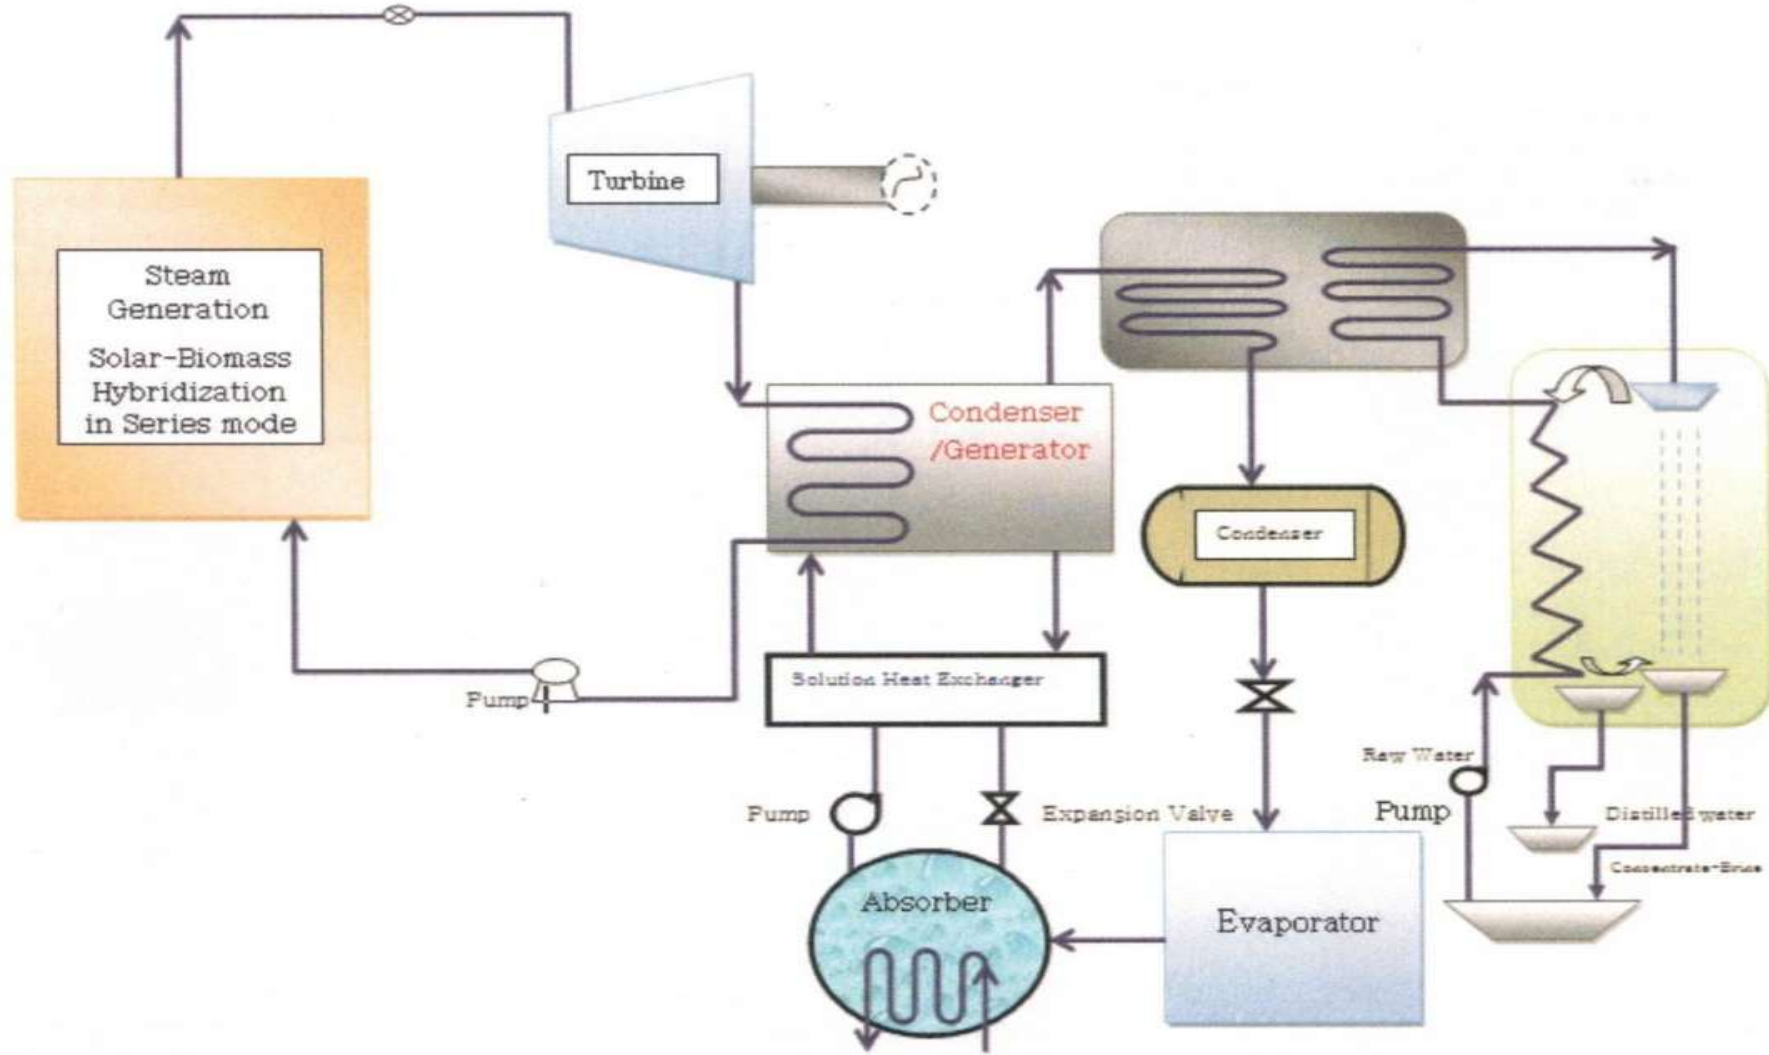 Turbine
Steam
Generation
Solar-Biomass
Hybridization
in Series mode
Condenser
/Generator
Condenser
Solution Heat Exchanger
Pump
Raw Water
Pump
Pump
Expansion Valve
Distilled water
Concentrate-Brine
Absorber
Evaporator